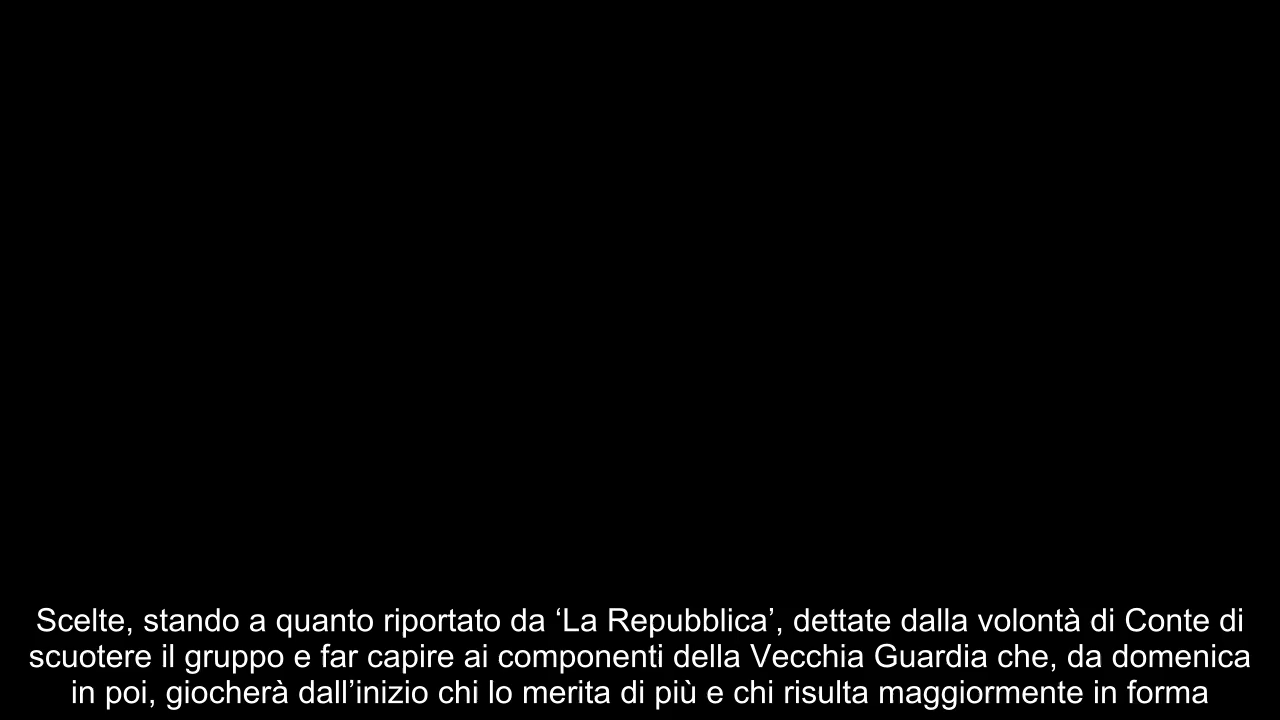 Scelte, stando a quanto riportato da ‘La Repubblica’, dettate dalla volontà di Conte di
scuotere il gruppo e far capire ai componenti della Vecchia Guardia che, da domenica
in poi, giocherà dall’inizio chi lo merita di più e chi risulta maggiormente in forma